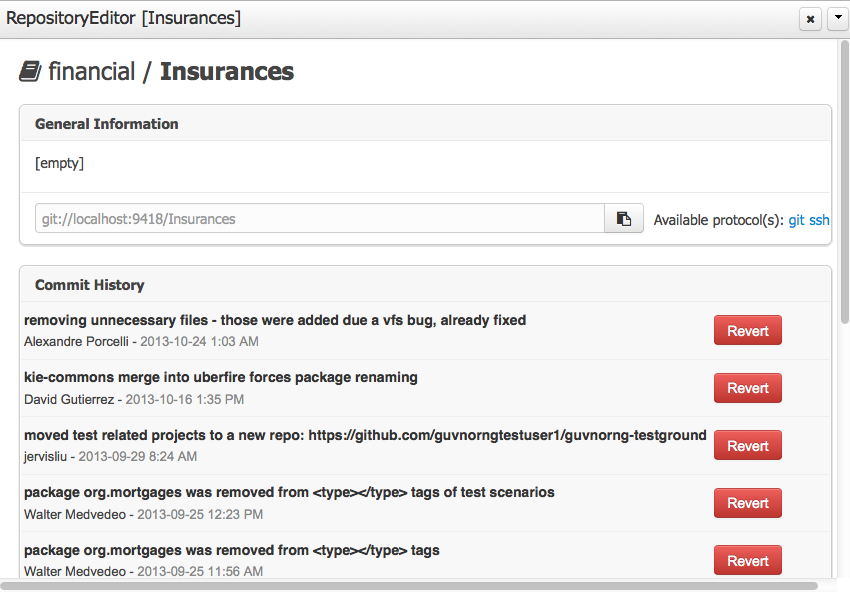 RepositoryEditor [Insurances]
financial / Insurances
General Information
[empty]
git://localhost:9418/Insurances
Available protocol(s): git ssh
Commit History
removing unnecessary files - those were added due a vfs bug, already fixed
Alexandre Porcelli - 2013-10-24 1:03 AM
Revert
kie-commons merge into uberfire forces package renaming
David Gutierrez - 2013-10-16 1:35 PM
Revert
moved test related projects to a new repo: https://github.com/guvnorngtestuser1/guvnorng-testground
jervisliu - 2013-09-29 8:24 AM
Revert
package org.mortgages was removed from <type></type> tags of test scenarios
Walter Medvedeo - 2013-09-25 12:23 PM
Revert
package org.mortgages was removed from <type></type> tags
Walter Medvedeo - 2013-09-25 11:56 AM
Revert